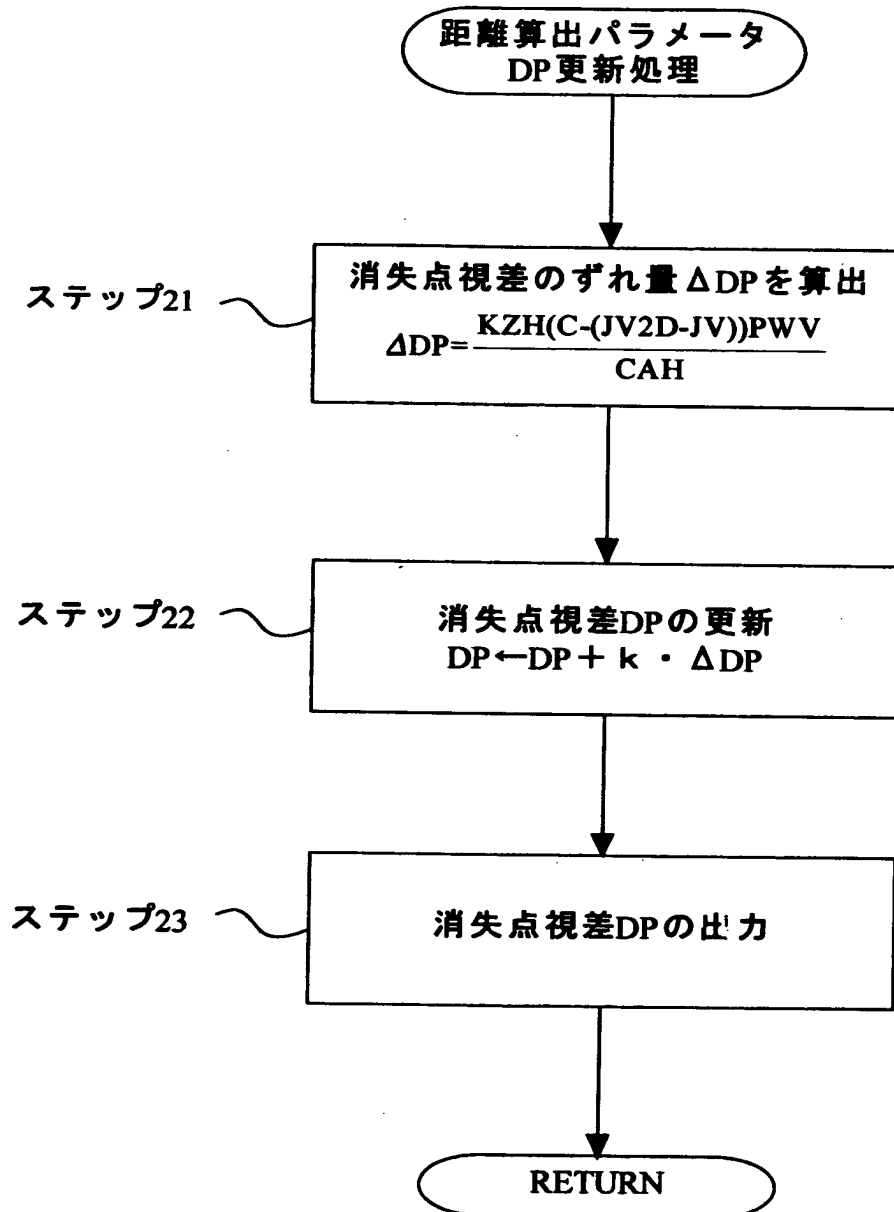 距離算出パラメータ
DP更新処理
ステップ21
消失点視差のずれ量ΔDPを算出
ΔDP=KZH(C-(JV2D-JV))PWV
CAH
ステップ22
消失点視差DPの更新
DP←DP+k・ΔDP
ステップ23
消失点視差DPの出力
RETURN